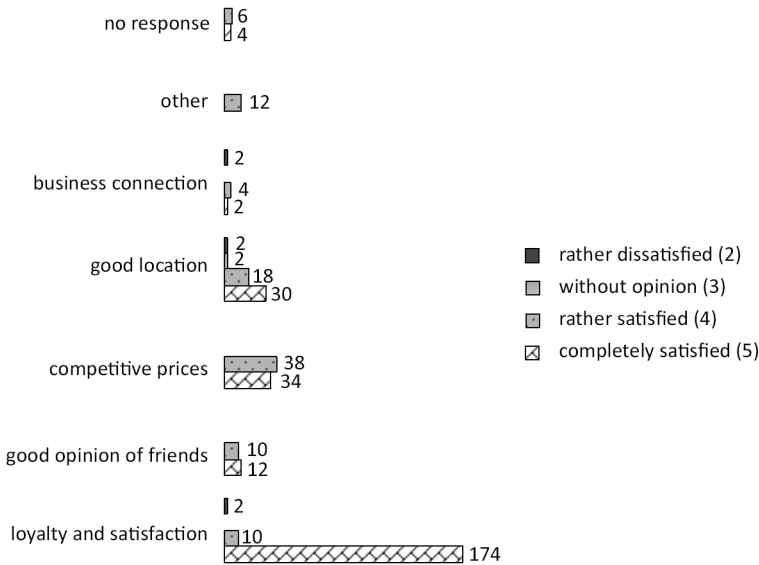 no response
6
4
other
12
2
business connection
4
2
2
2
good location
18
30
rather dissatisfied (2)
without opinion (3)
rather satisfied (4)
completely satisfied (5)
competitive prices
38
34
good opinion of friends
10
12
2
loyalty and satisfaction
10
174